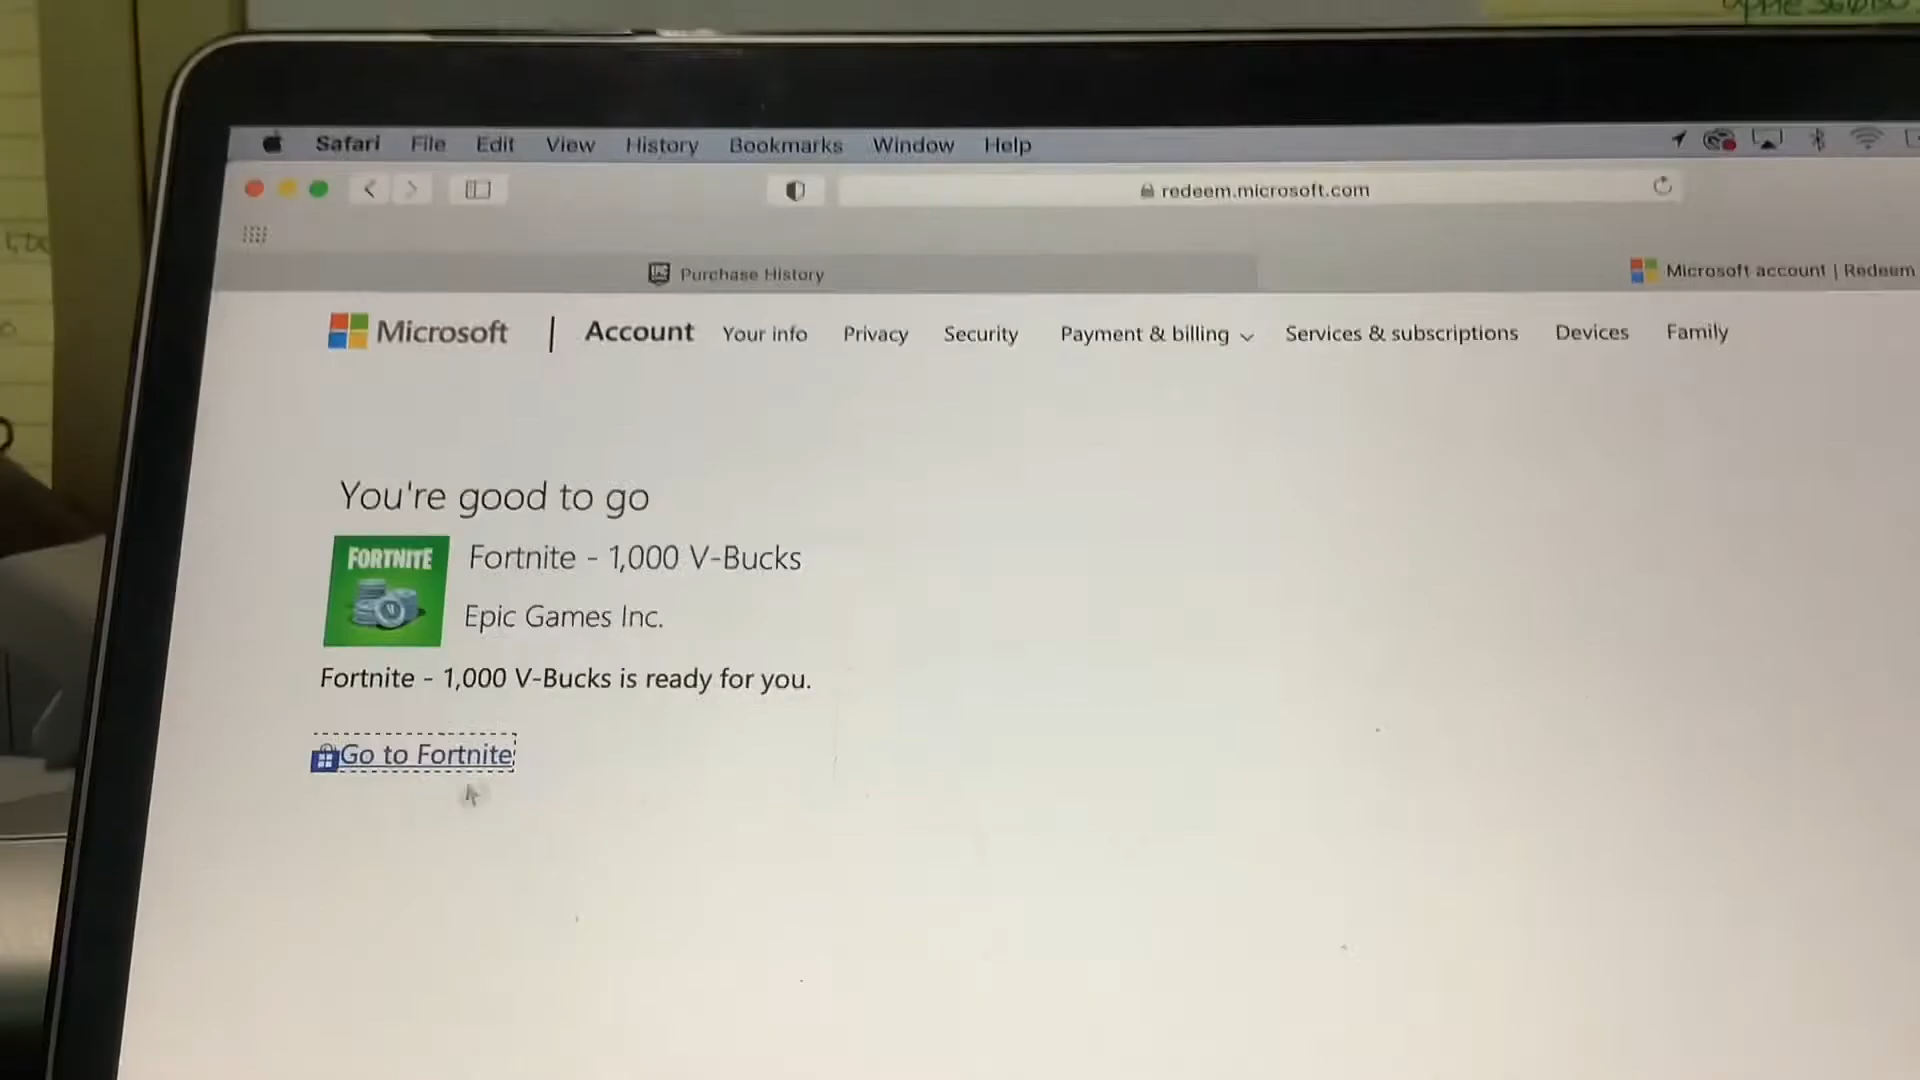 Safari File Edit View History Bookmarks Window Help
redeem.microsoft.com
Purchase History
Microsoft account | Redeem
Microsoft | Account Your info Privacy Security Payment & billing Services & subscriptions Devices Family
You're good to go
FORTNITE
Fortnite - 1,000 V-Bucks
Epic Games Inc.
Fortnite - 1,000 V-Bucks is ready for you.
Go to Fortnite